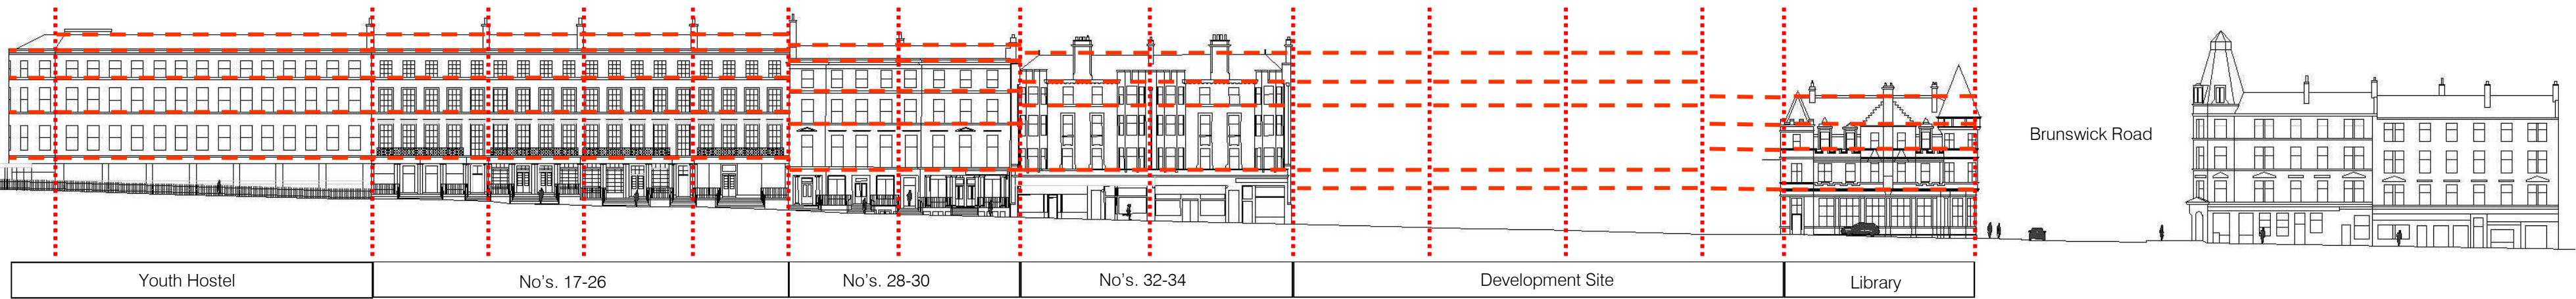 Brunswick Road
Youth Hostel
No's. 17-26
No's. 28-30
No's. 32-34
Development Site
Library